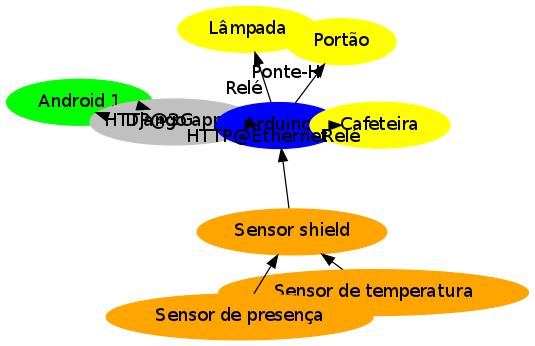 Lâmpada
Portão
Ponte-H
Relé
Android 1
HTTP@3G
Django app
Arduino
Cafeteira
HTTP@Ethernet
Relé
Sensor shield
Sensor de temperatura
Sensor de presença